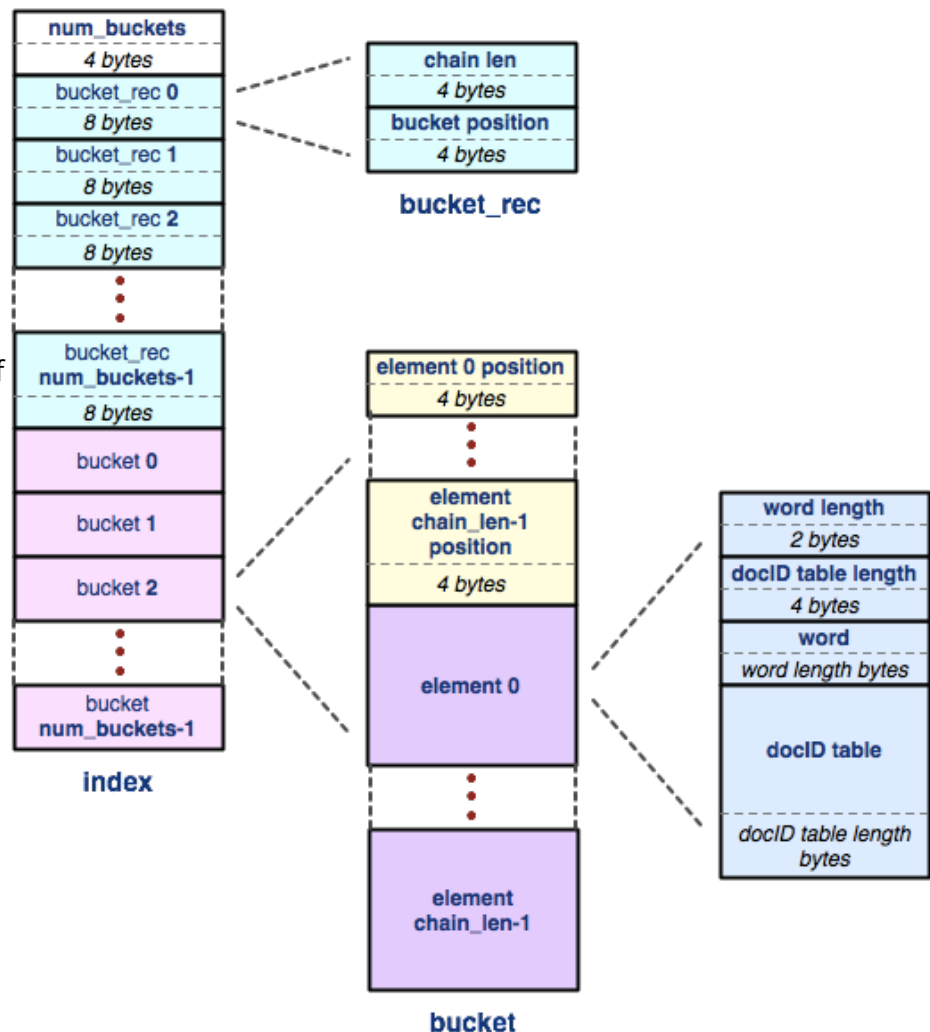 num_buckets
4 bytes
bucket_rec 0
8 bytes
bucket_rec 1
8 bytes
bucket_rec 2
8 bytes
f
bucket_rec
num_buckets-1
8 bytes
bucket 0
bucket 1
bucket 2
bucket
num_buckets-1
index
chain len
4 bytes
bucket position
4 bytes
bucket_rec
element 0 position
4 bytes
element
chain_len-1
position
4 bytes
element 0
element
chain_len-1
bucket
word length
2 bytes
docID table length
4 bytes
word
word length bytes
docID table
docID table length
bytes